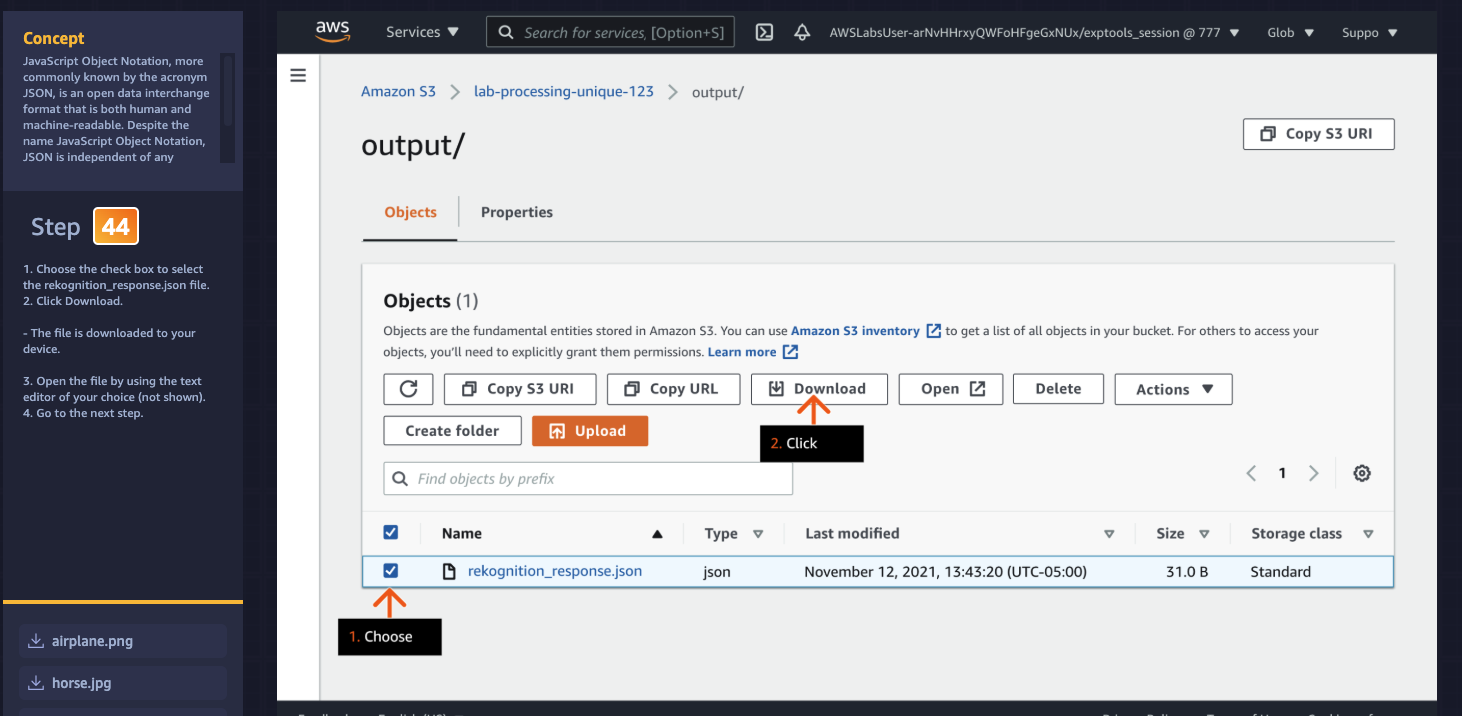 Concept
JavaScript Object Notation, more
commonly known by the acronym
JSON, is an open data interchange
format that is both human and
machine-readable. Despite the
name JavaScript Object Notation,
JSON is independent of any
Step 44
1. Choose the check box to select
the rekognition_response.json file.
2. Click Download.
- The file is downloaded to your
device.
3. Open the file by using the text
editor of your choice (not shown).
4. Go to the next step.
airplane.png
horse.jpg
aws Services Search for services, [Option+S] AWSLabsUser-arNvHHrxyQWFoHFgeGxNUx/exptools_session @ 777 Glob Suppo
Amazon S3 lab-processing-unique-123 output/
output/
Copy S3 URI
Objects Properties
Objects (1)
Objects are the fundamental entities stored in Amazon S3. You can use Amazon S3 inventory to get a list of all objects in your bucket. For others to access your
objects, you'll need to explicitly grant them permissions. Learn more
Copy S3 URI Copy URL Download Open Delete Actions
Create folder Upload
2. Click
Find objects by prefix
1
Name Type Last modified Size Storage class
rekognition_response.json json November 12, 2021, 13:43:20 (UTC-05:00) 31.0 B Standard
1. Choose